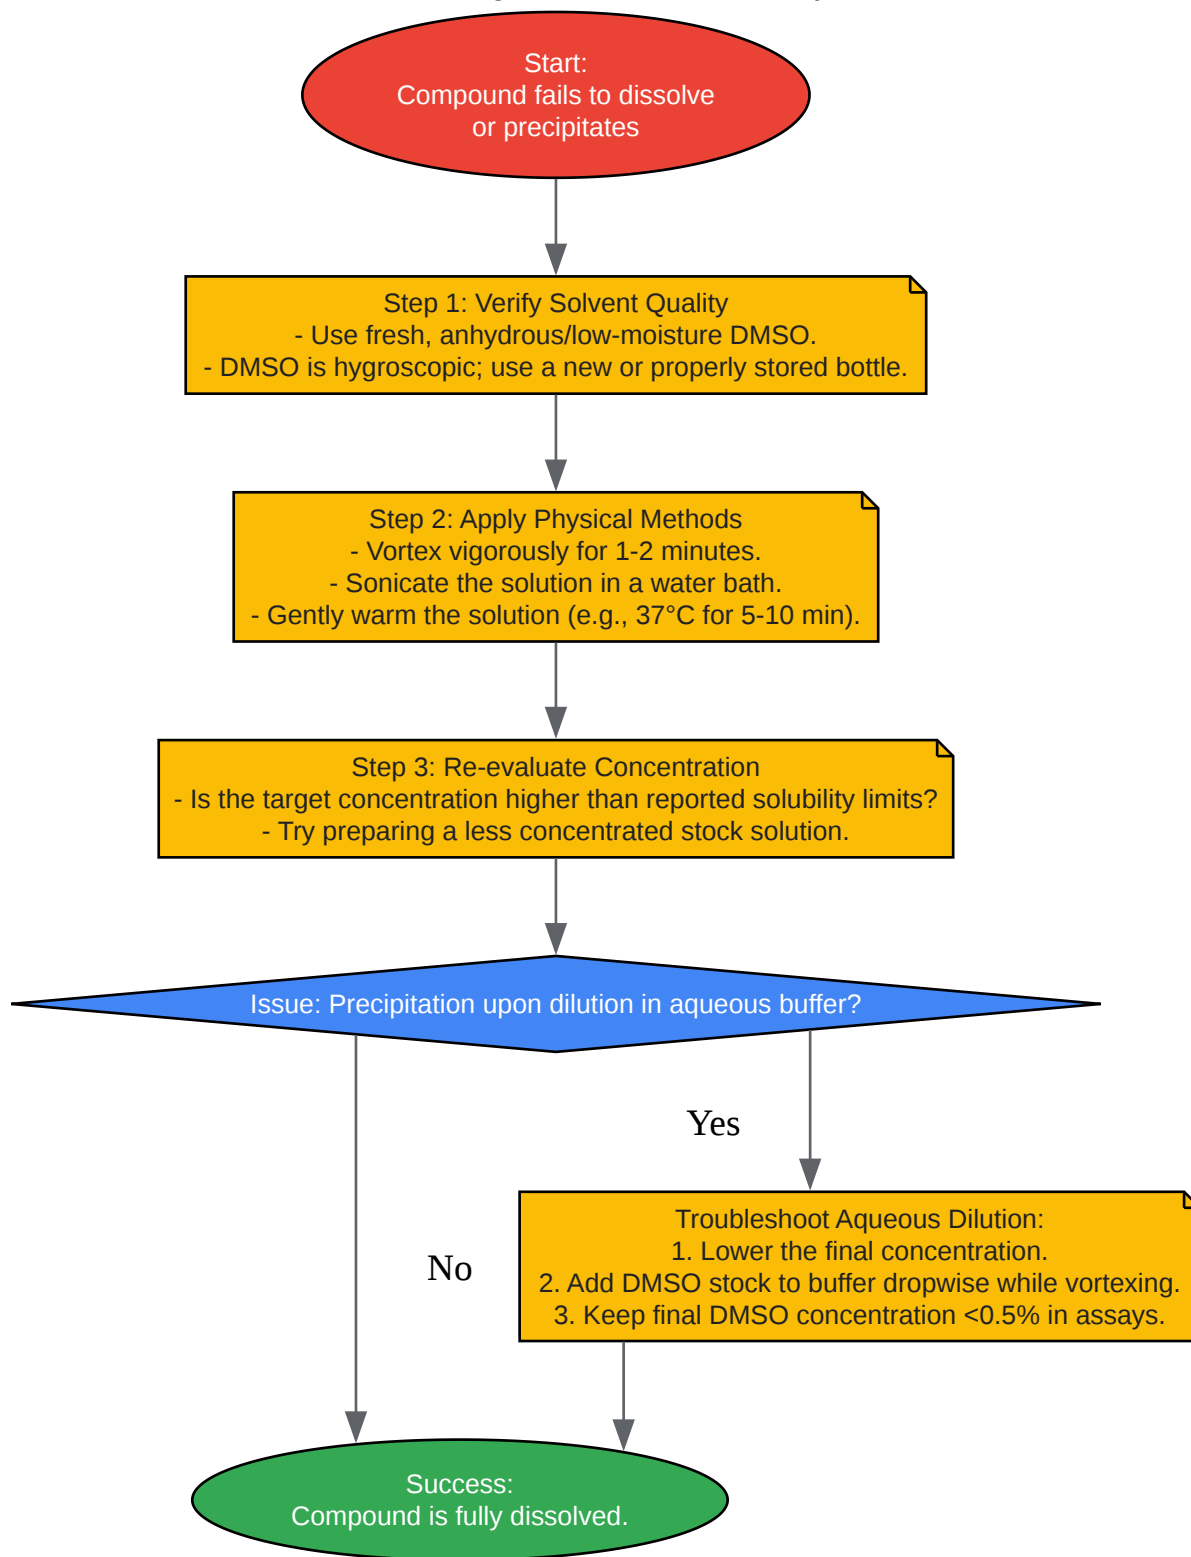 Start:
Compound fails to dissolve
or precipitates
Step 1: Verify Solvent Quality
- Use fresh, anhydrous/low-moisture DMSO.
- DMSO is hygroscopic; use a new or properly stored bottle.
Step 2: Apply Physical Methods
- Vortex vigorously for 1-2 minutes.
- Sonicate the solution in a water bath.
- Gently warm the solution (e.g., 37°C for 5-10 min).
Step 3: Re-evaluate Concentration
- Is the target concentration higher than reported solubility limits?
- Try preparing a less concentrated stock solution.
Issue: Precipitation upon dilution in aqueous buffer?
Yes
No
Troubleshoot Aqueous Dilution:
1. Lower the final concentration.
2. Add DMSO stock to buffer dropwise while vortexing.
3. Keep final DMSO concentration <0.5% in assays.
Success:
Compound is fully dissolved.